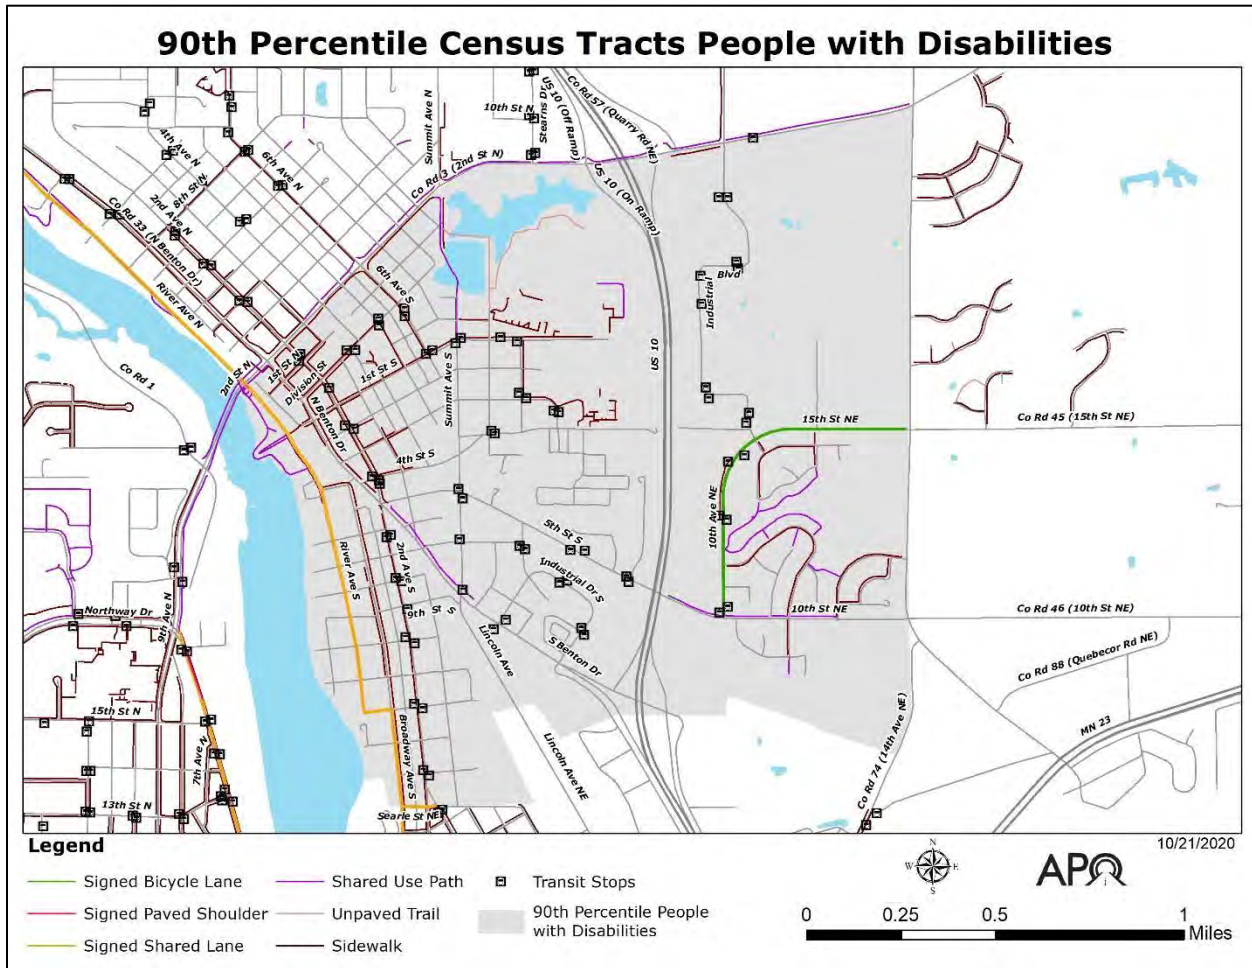 90th Percentile Census Tracts People with Disabilities
10th St N
Stearns Dr
US 10 (Off Ramp)
Co Rd 57 (Quarry Rd NE)
Summit Ave N
4th Ave N
6th Ave N
8th St N
2nd Ave N
Co Rd 3 (2nd St N)
US 10 (On Ramp)
Co Rd 33 (N Benton Dr)
River Ave N
6th Ave S
Industrial
Blvd
Co Rd 1
2nd St N
1st St N
Division St
1st St S
Summit Ave S
US 10
N Benton Dr
15th St NE
Co Rd 45 (15th St NE)
4th St S
5th St S
10th Ave NE
River Ave S
2nd Ave S
Industrial Dr S
9th St S
Northway Dr
9th Ave N
10th St NE
Co Rd 46 (10th St NE)
Lincoln Ave
S Benton Dr
Co Rd 88 (Quebecor Rd NE)
15th St N
7th Ave N
Broadway Ave S
Lincoln Ave NE
Co Rd 74 (14th Ave NE)
MN 23
13th St N
Searle St NE
10/21/2020
Legend
Signed Bicycle Lane
Shared Use Path
Transit Stops
Signed Paved Shoulder
Unpaved Trail
90th Percentile People
with Disabilities
Signed Shared Lane
Sidewalk
N
W E
S
APO
0 0.25 0.5 1
Miles